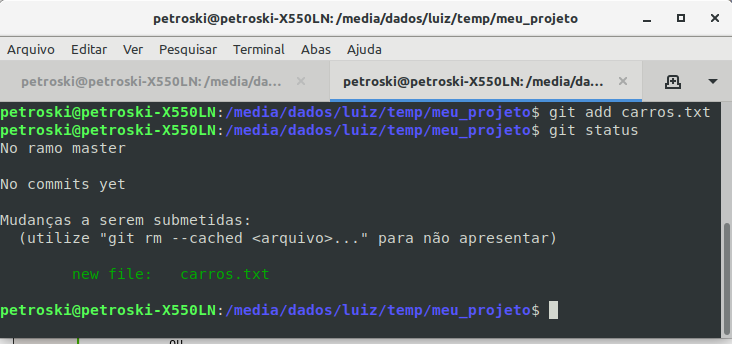 petroski@petroski-X550LN: /media/dados/luiz/temp/meu_projeto
Arquivo Editar Ver Pesquisar Terminal Abas Ajuda
petroski@petroski-X550LN: /media/da... × petroski@petroski-X550LN: /media/da... ×
petroski@petroski-X550LN:/media/dados/luiz/temp/meu_projeto$ git add carros.txt
petroski@petroski-X550LN:/media/dados/luiz/temp/meu_projeto$ git status
No ramo master
No commits yet
Mudanças a serem submetidas:
(utilize "git rm --cached <arquivo>..." para não apresentar)
new file: carros.txt
petroski@petroski-X550LN:/media/dados/luiz/temp/meu_projeto$
ou